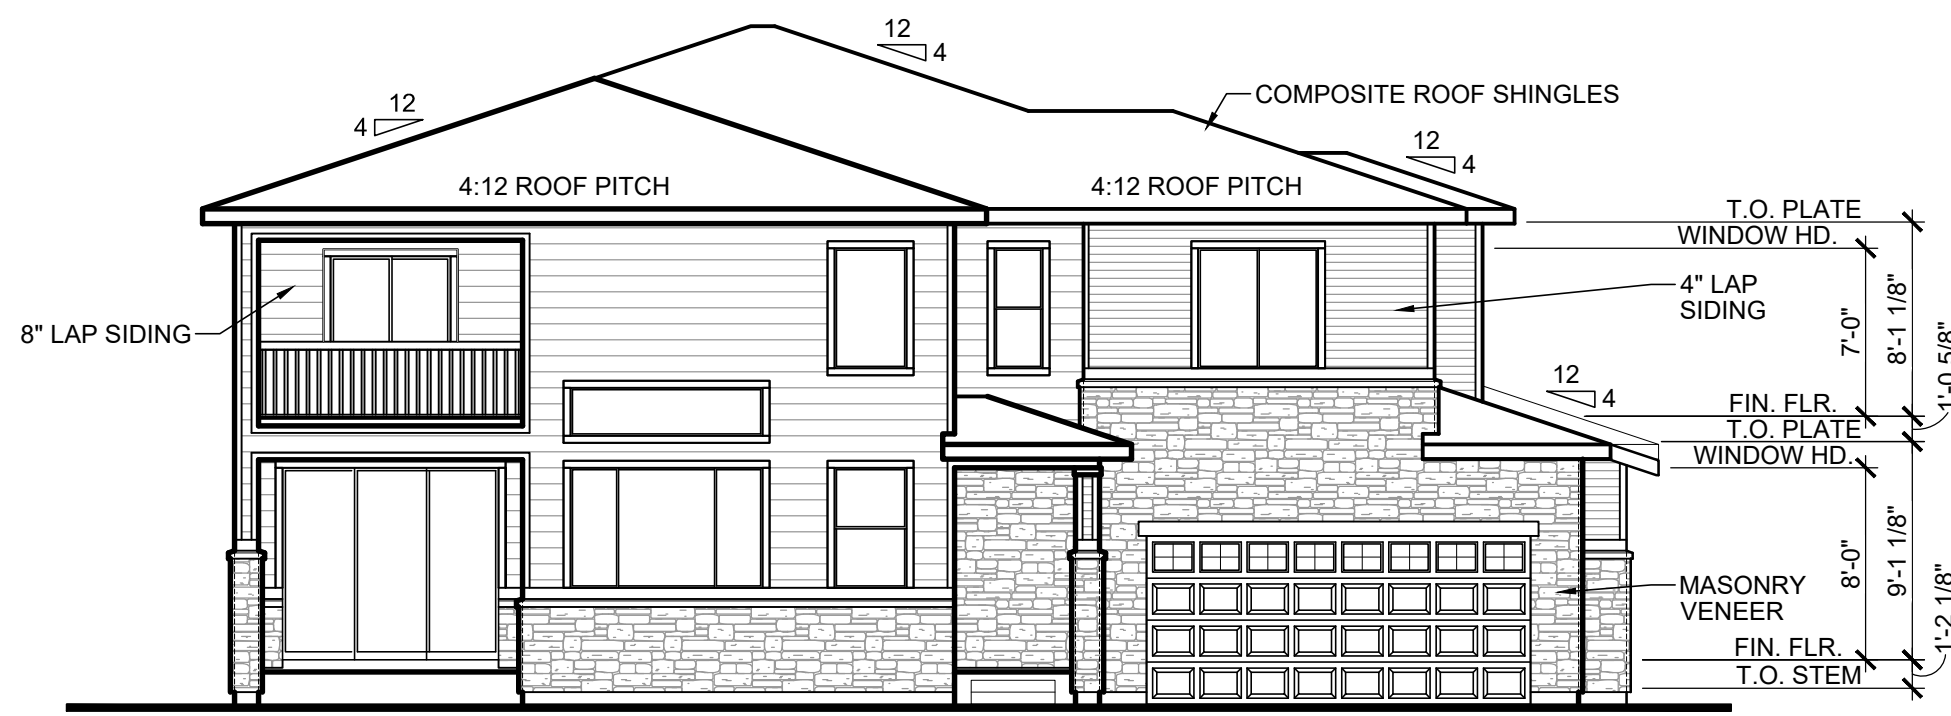 12
4
12
4
COMPOSITE ROOF SHINGLES
12
4
4:12 ROOF PITCH
4:12 ROOF PITCH
T.O. PLATE
WINDOW HD.
8" LAP SIDING
4" LAP
SIDING
7'-0"
8'-1 1/8"
1'-0 5/8"
12
4
FIN. FLR.
T.O. PLATE
WINDOW HD.
8'-0"
9'-1 1/8"
MASONRY
VENEER
1'-2 1/8"
FIN. FLR.
T.O. STEM